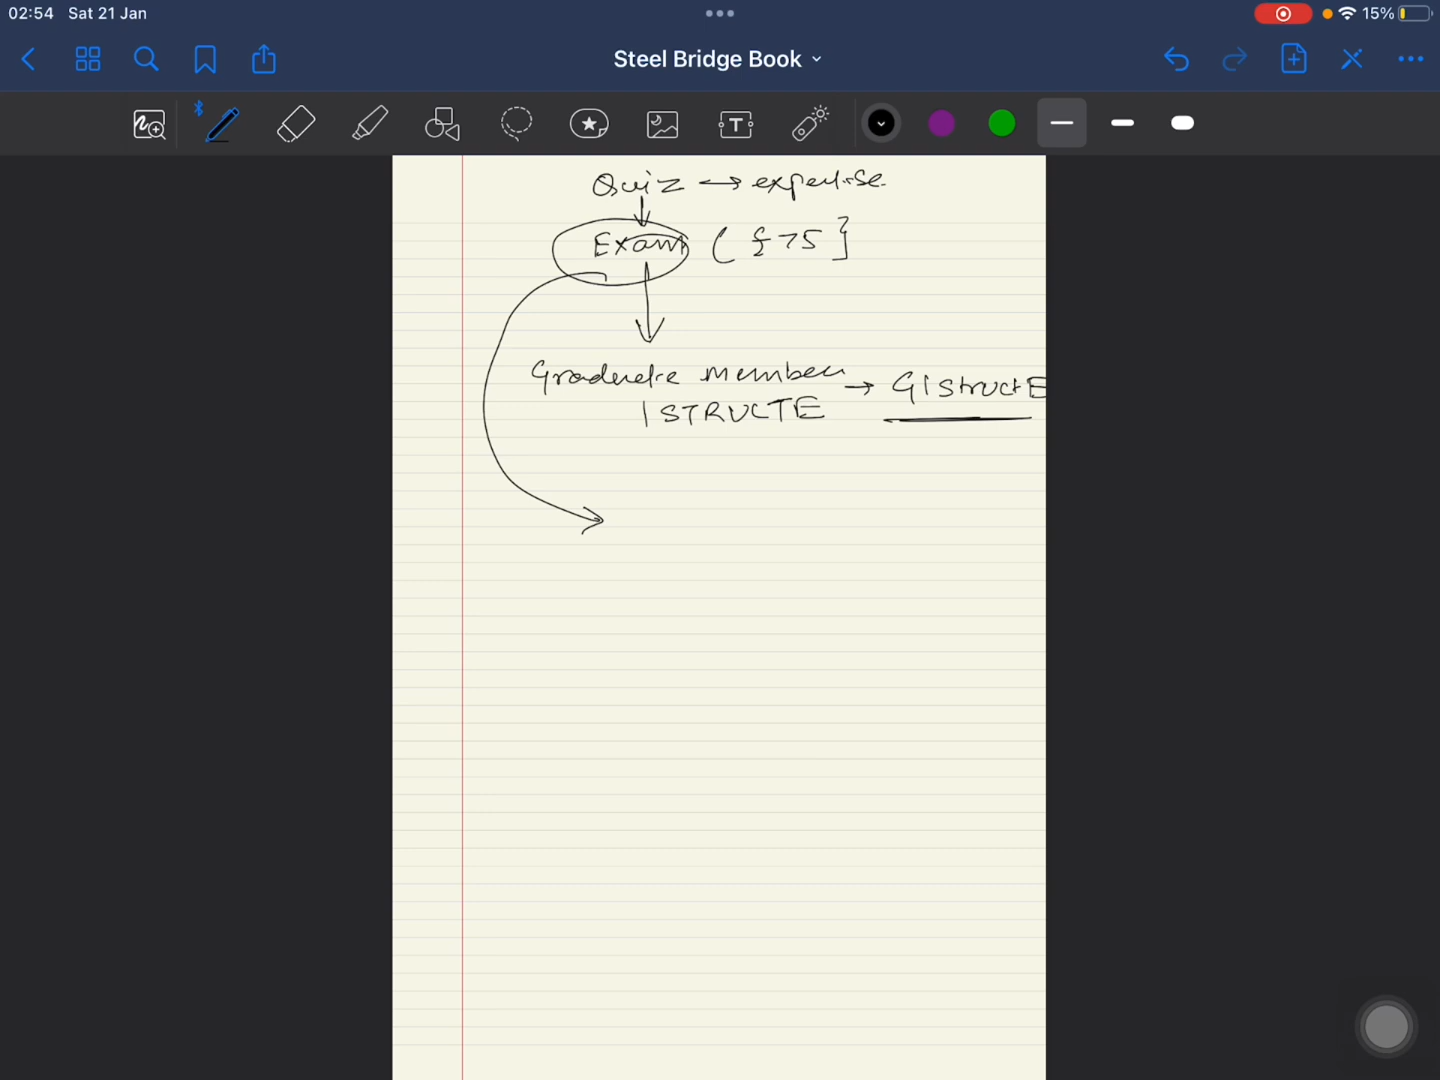 02:54 Sat 21 Jan 15%
Steel Bridge Book
T
Quiz → expertise.
Exam ( £75 ]
Graduate member → GIStructE
ISTRUCTE